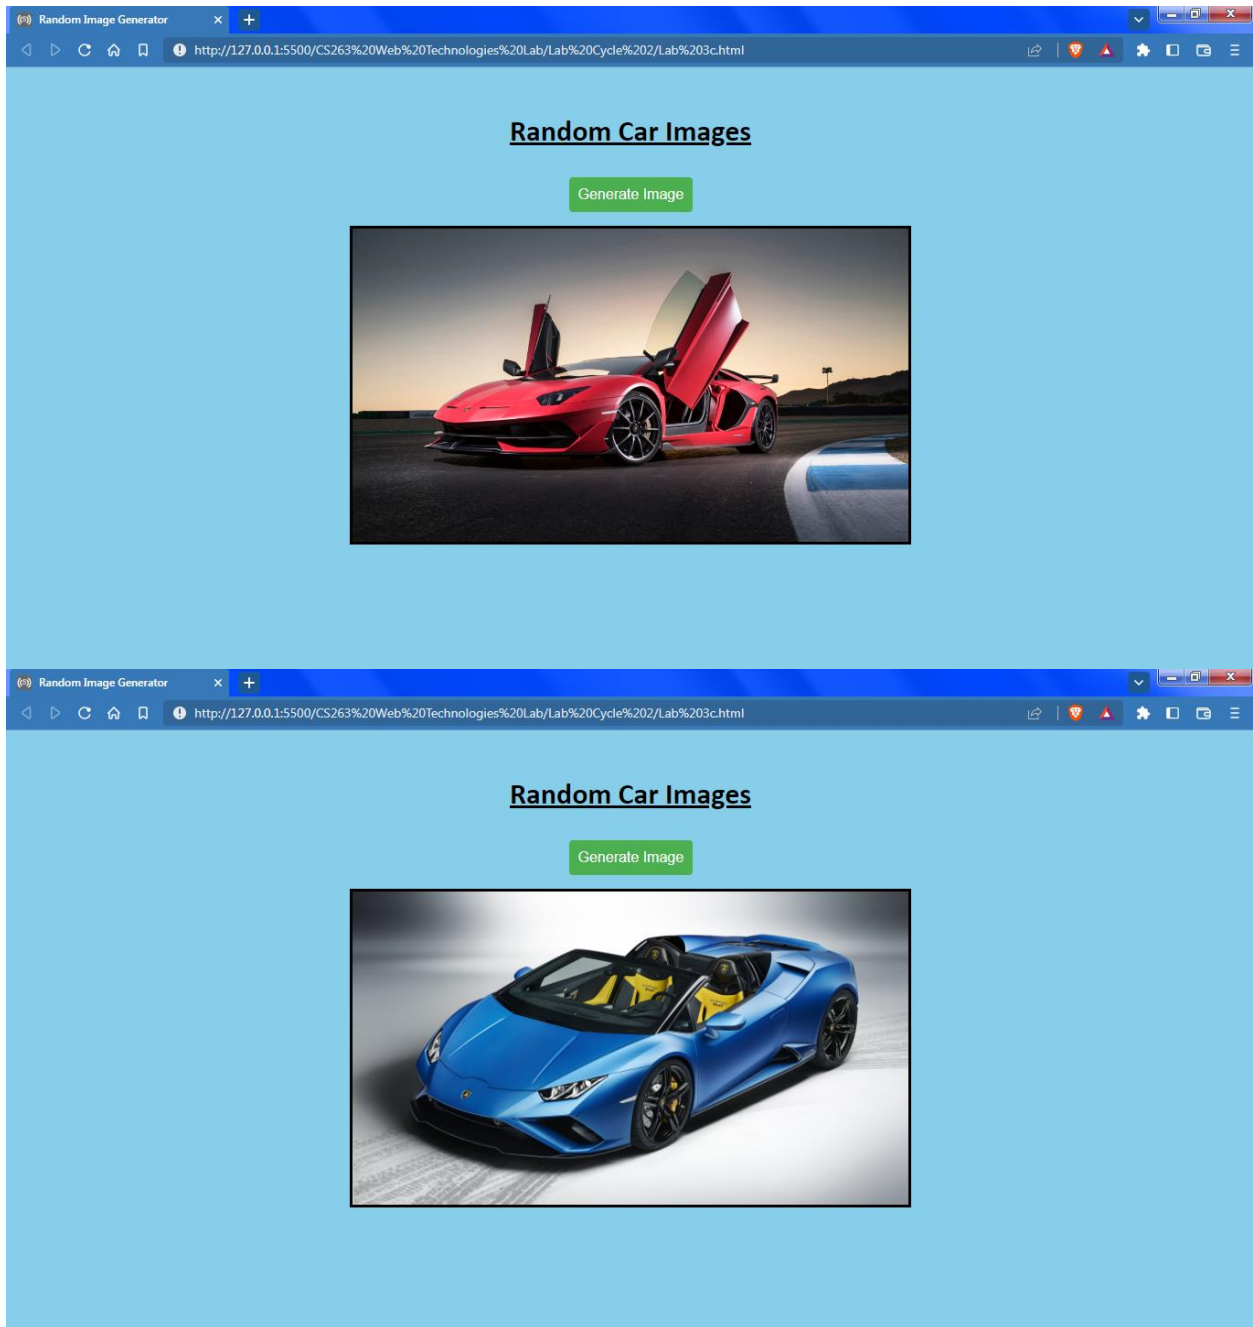 Random Image Generator
http://127.0.0.1:5500/CS263%20Web%20Technologies%20Lab/Lab%20Cycle%202/Lab%203c.html
Random Car Images
Generate Image
Random Image Generator
http://127.0.0.1:5500/CS263%20Web%20Technologies%20Lab/Lab%20Cycle%202/Lab%203c.html
Random Car Images
Generate Image